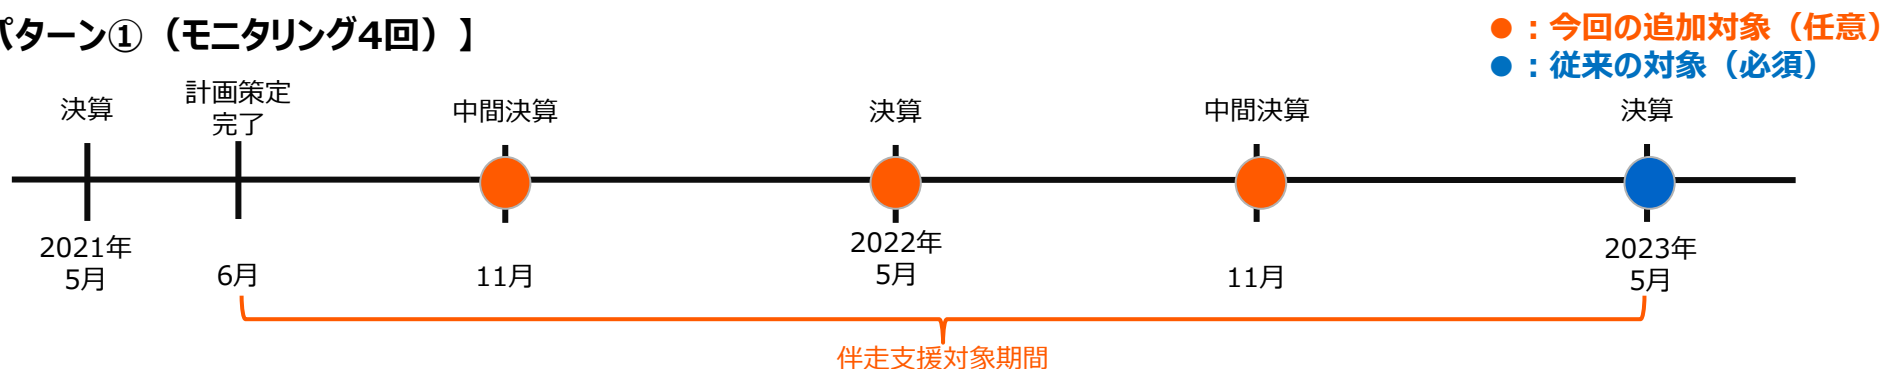 パターン①（モニタリング4回）】
●：今回の追加対象（任意）
●：従来の対象（必須）
決算
計画策定
完了
中間決算
決算
中間決算
決算
2021年
5月
6月
11月
2022年
5月
11月
2023年
5月
伴走支援対象期間